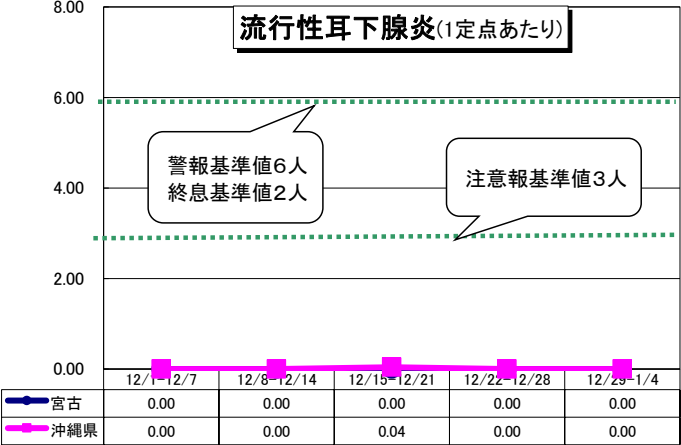 流行性耳下腺炎(1定点あたり)
8.00
6.00
警報基準値6人
終息基準値2人
4.00
注意報基準値3人
2.00
0.00
12/1-12/7 12/8-12/14 12/15-12/21 12/22-12/28 12/29-1/4
宮古 0.00 0.00 0.00 0.00 0.00
沖縄県 0.00 0.00 0.04 0.00 0.00